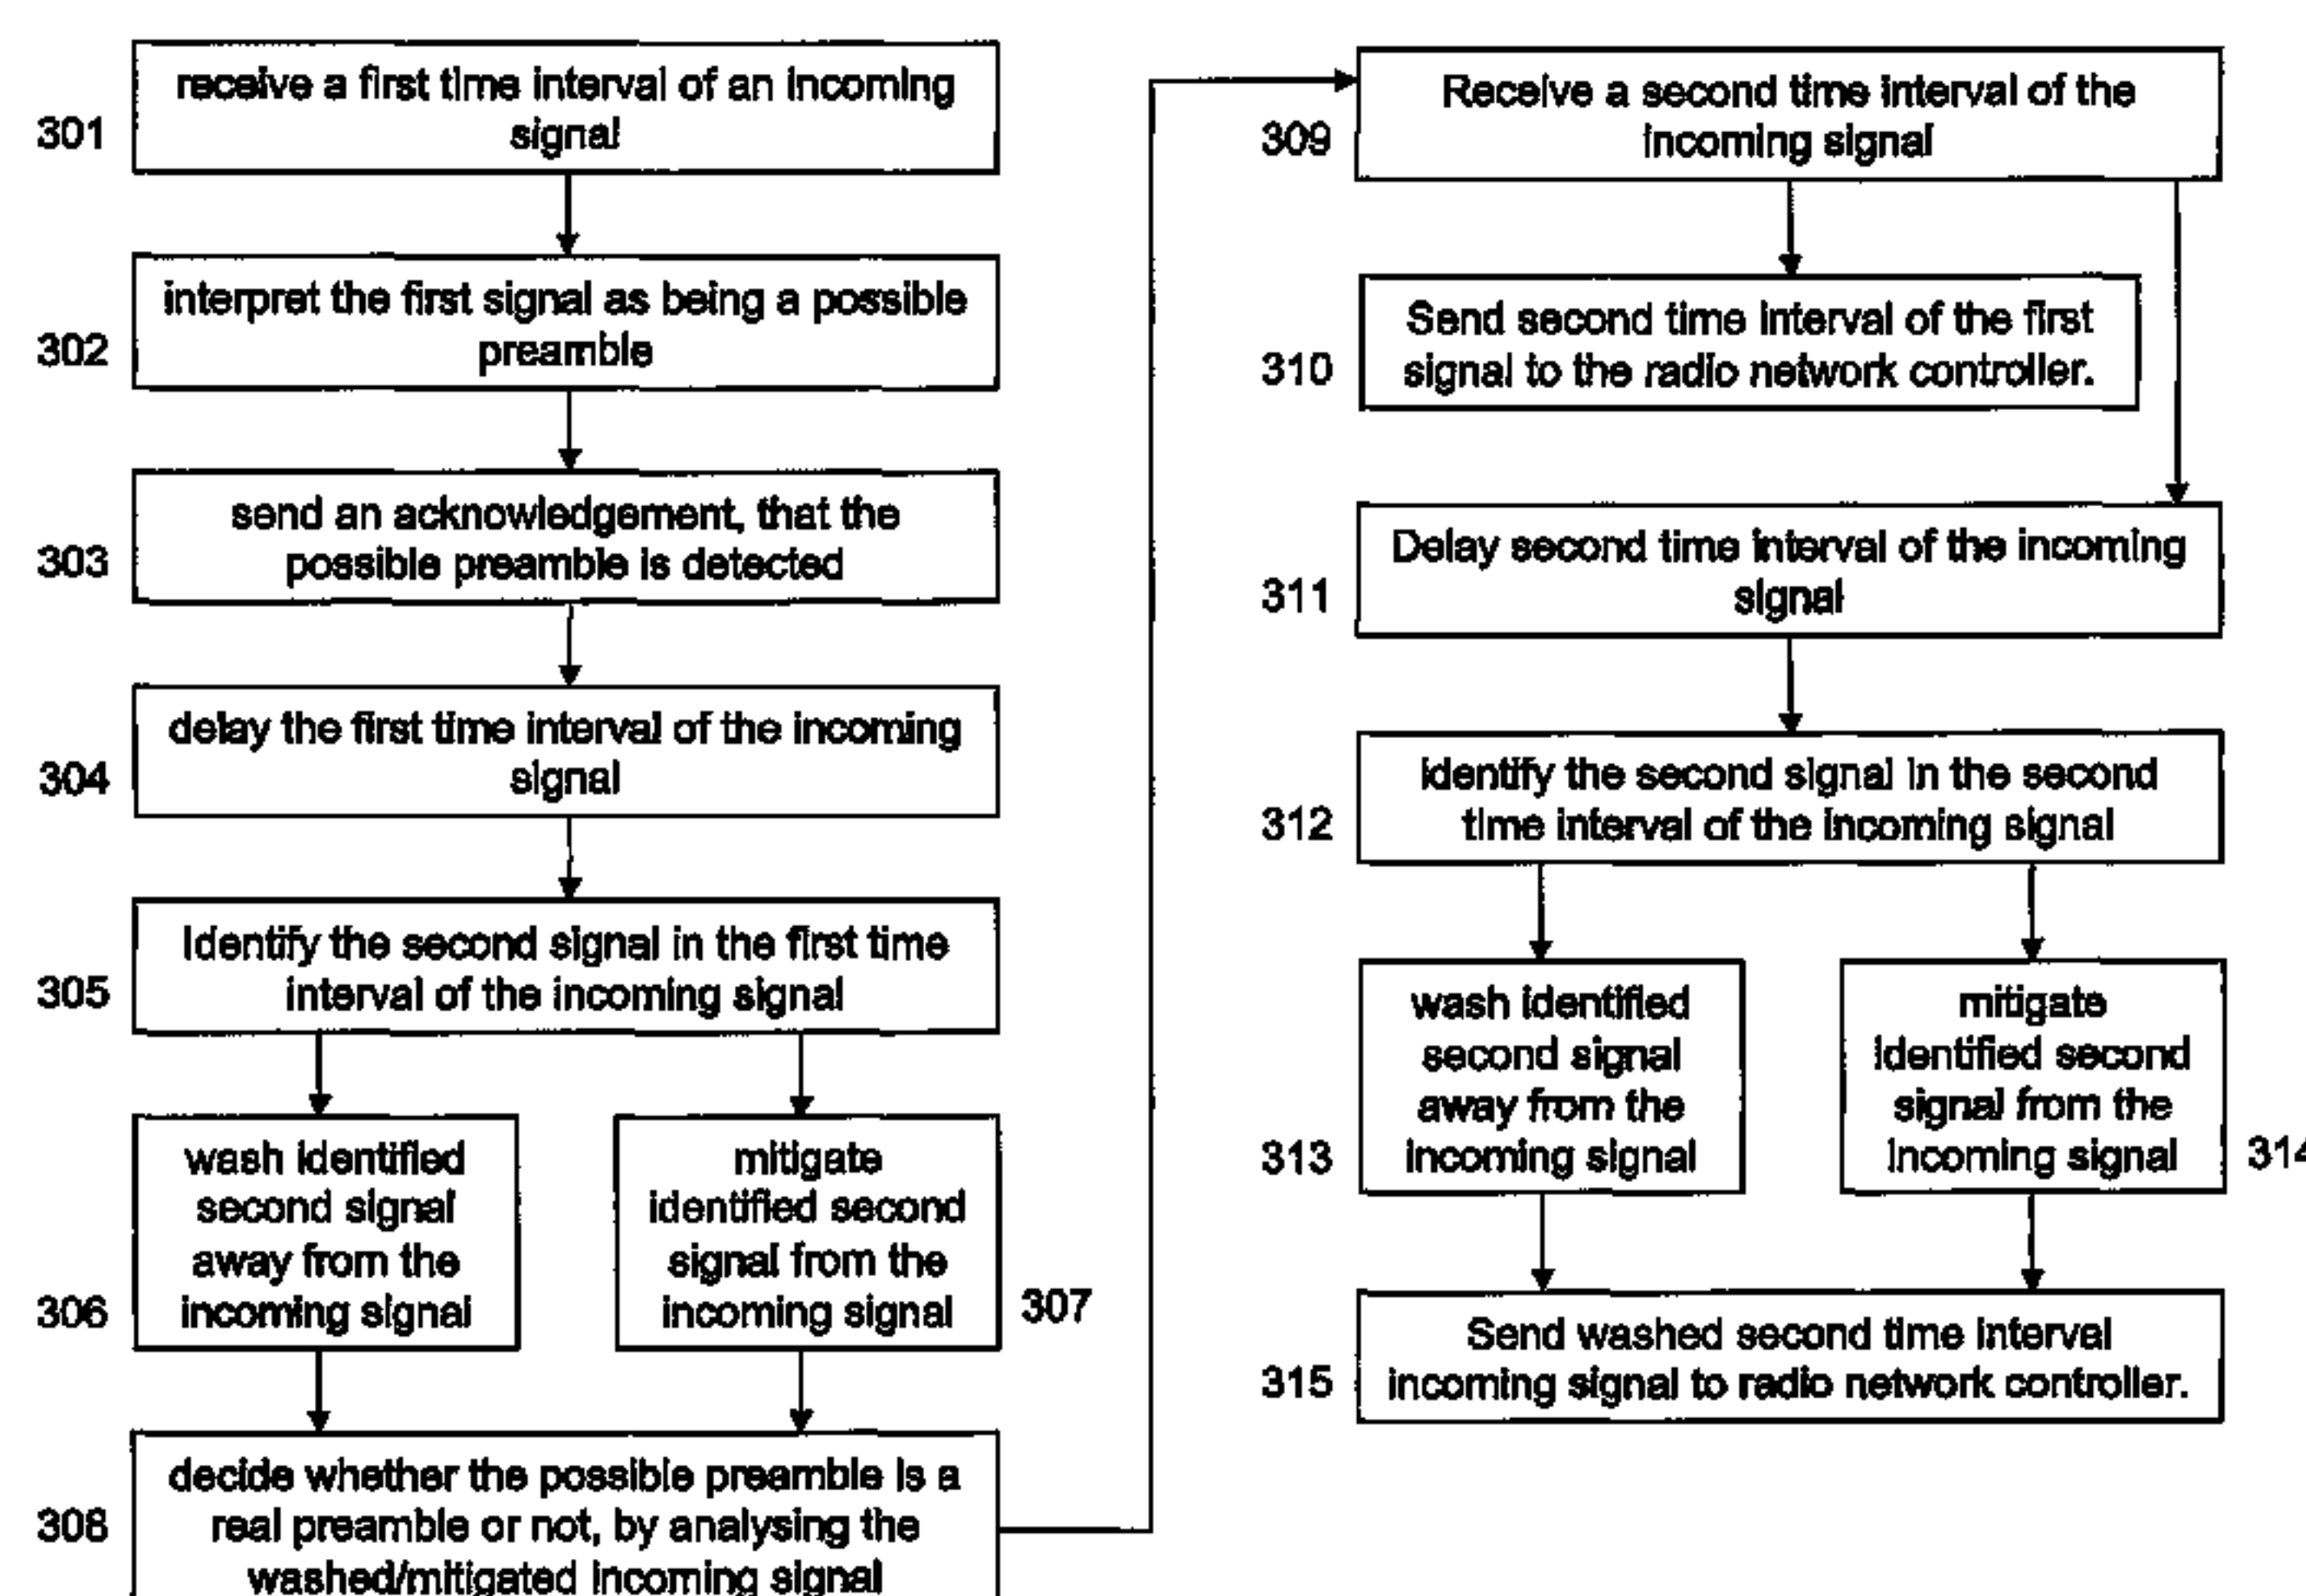 receive a first time interval of an incoming
signal
301
interpret the first signal as being a possible
preamble
302
send an acknowledgement, that the
possible preamble is detected
303
delay the first time interval of the incoming
signal
304
Identify the second signal in the first time
interval of the incoming signal
305
wash identified
second signal
away from the
incoming signal
306
mitigate
identified second
signal from the
incoming signal
307
decide whether the possible preamble is a
real preamble or not, by analysing the
washed/mitigated incoming signal
308
Receive a second time interval of the
incoming signal
309
Send second time interval of the first
signal to the radio network controller.
310
Delay second time interval of the incoming
signal
311
identify the second signal in the second
time interval of the incoming signal
312
wash identified
second signal
away from the
incoming signal
313
mitigate
identified second
signal from the
incoming signal
314
Send washed second time interval
incoming signal to radio network controller.
315